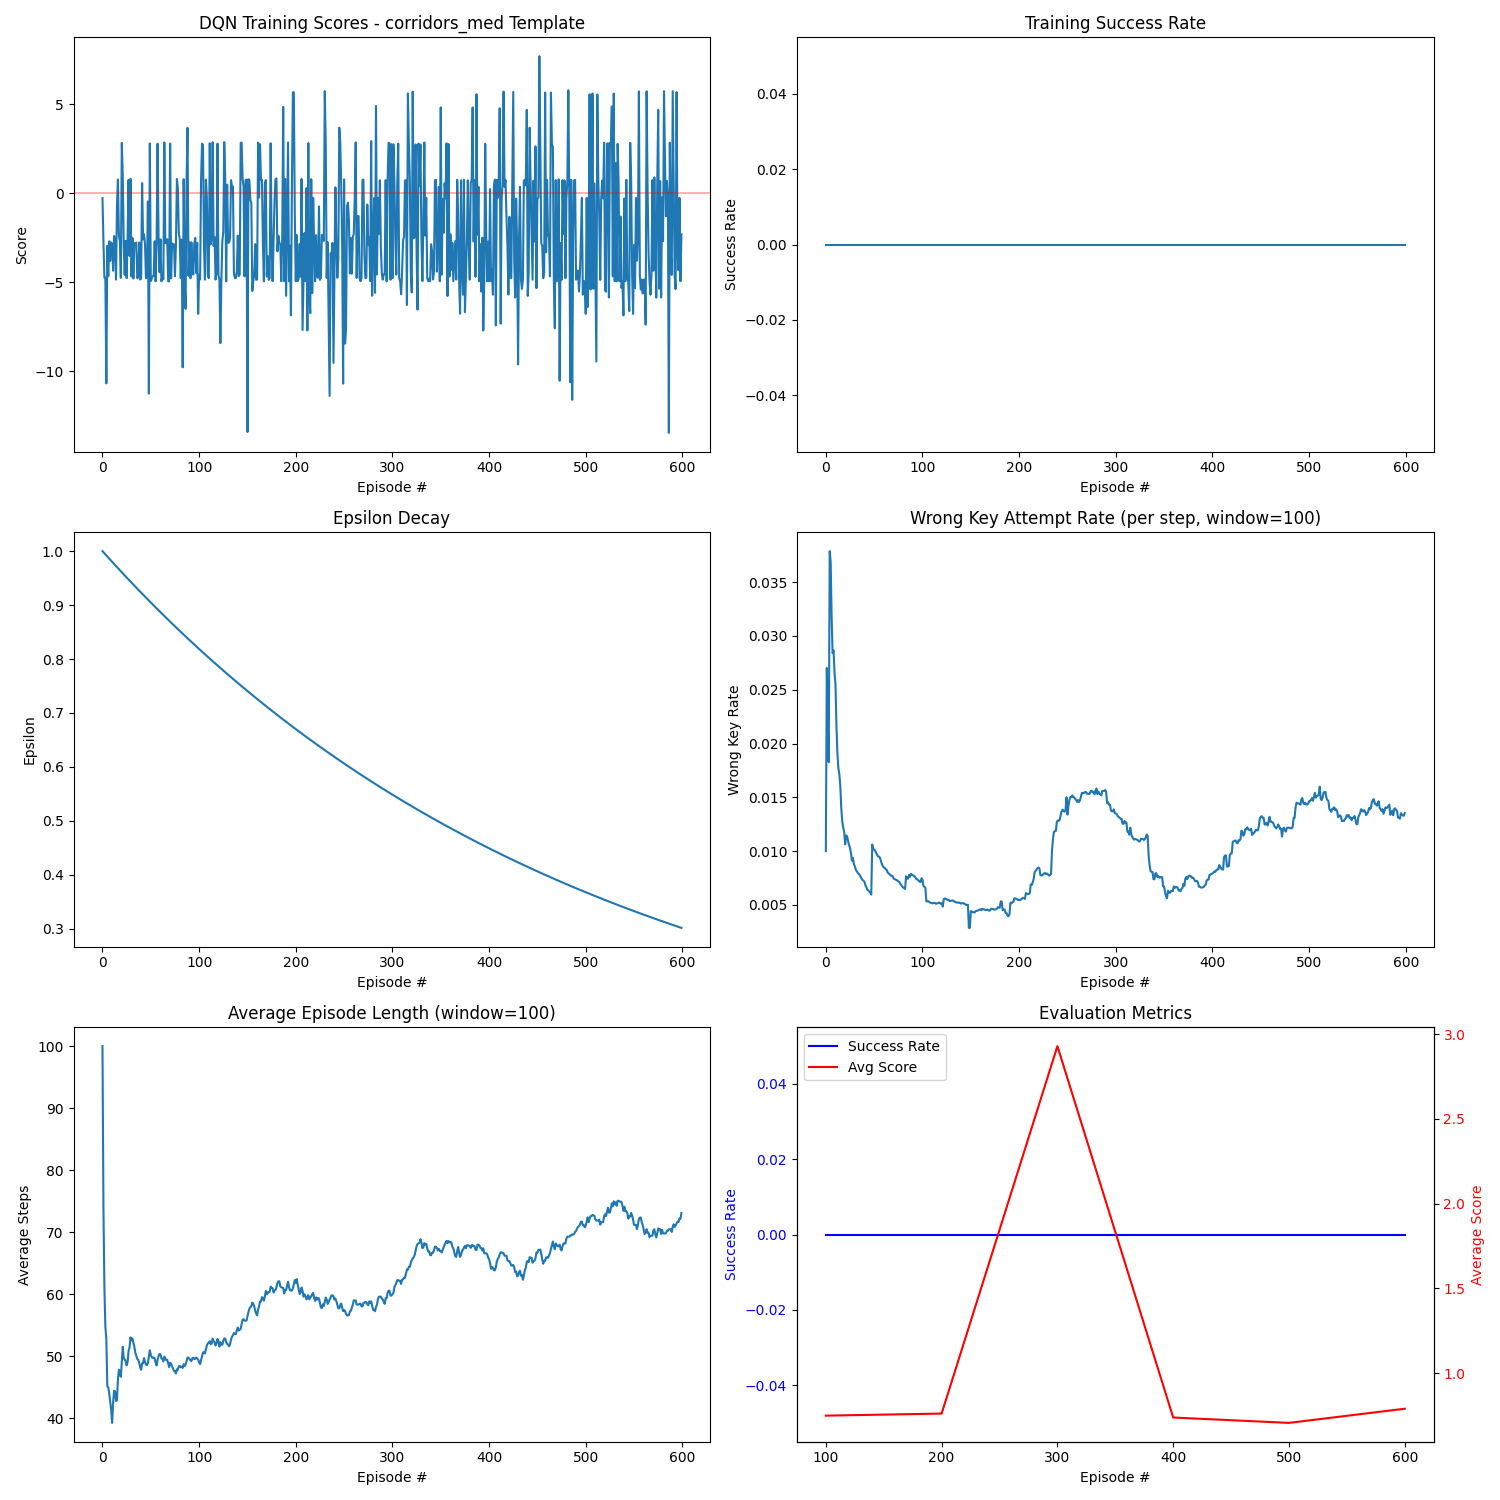 DQN Training Scores - corridors_med Template
5
0
−5
−10
Score
0 100 200 300 400 500 600
Episode #
Training Success Rate
0.04
0.02
0.00
−0.02
−0.04
Success Rate
0 100 200 300 400 500 600
Episode #
Epsilon Decay
1.0
0.9
0.8
0.7
0.6
0.5
0.4
0.3
Epsilon
0 100 200 300 400 500 600
Episode #
Wrong Key Attempt Rate (per step, window=100)
0.035
0.030
0.025
0.020
0.015
0.010
0.005
Wrong Key Rate
0 100 200 300 400 500 600
Episode #
Average Episode Length (window=100)
100
90
80
70
60
50
40
Average Steps
0 100 200 300 400 500 600
Episode #
Evaluation Metrics
Success Rate
Avg Score
0.04
0.02
0.00
−0.02
−0.04
Success Rate
3.0
2.5
2.0
1.5
1.0
Average Score
100 200 300 400 500 600
Episode #